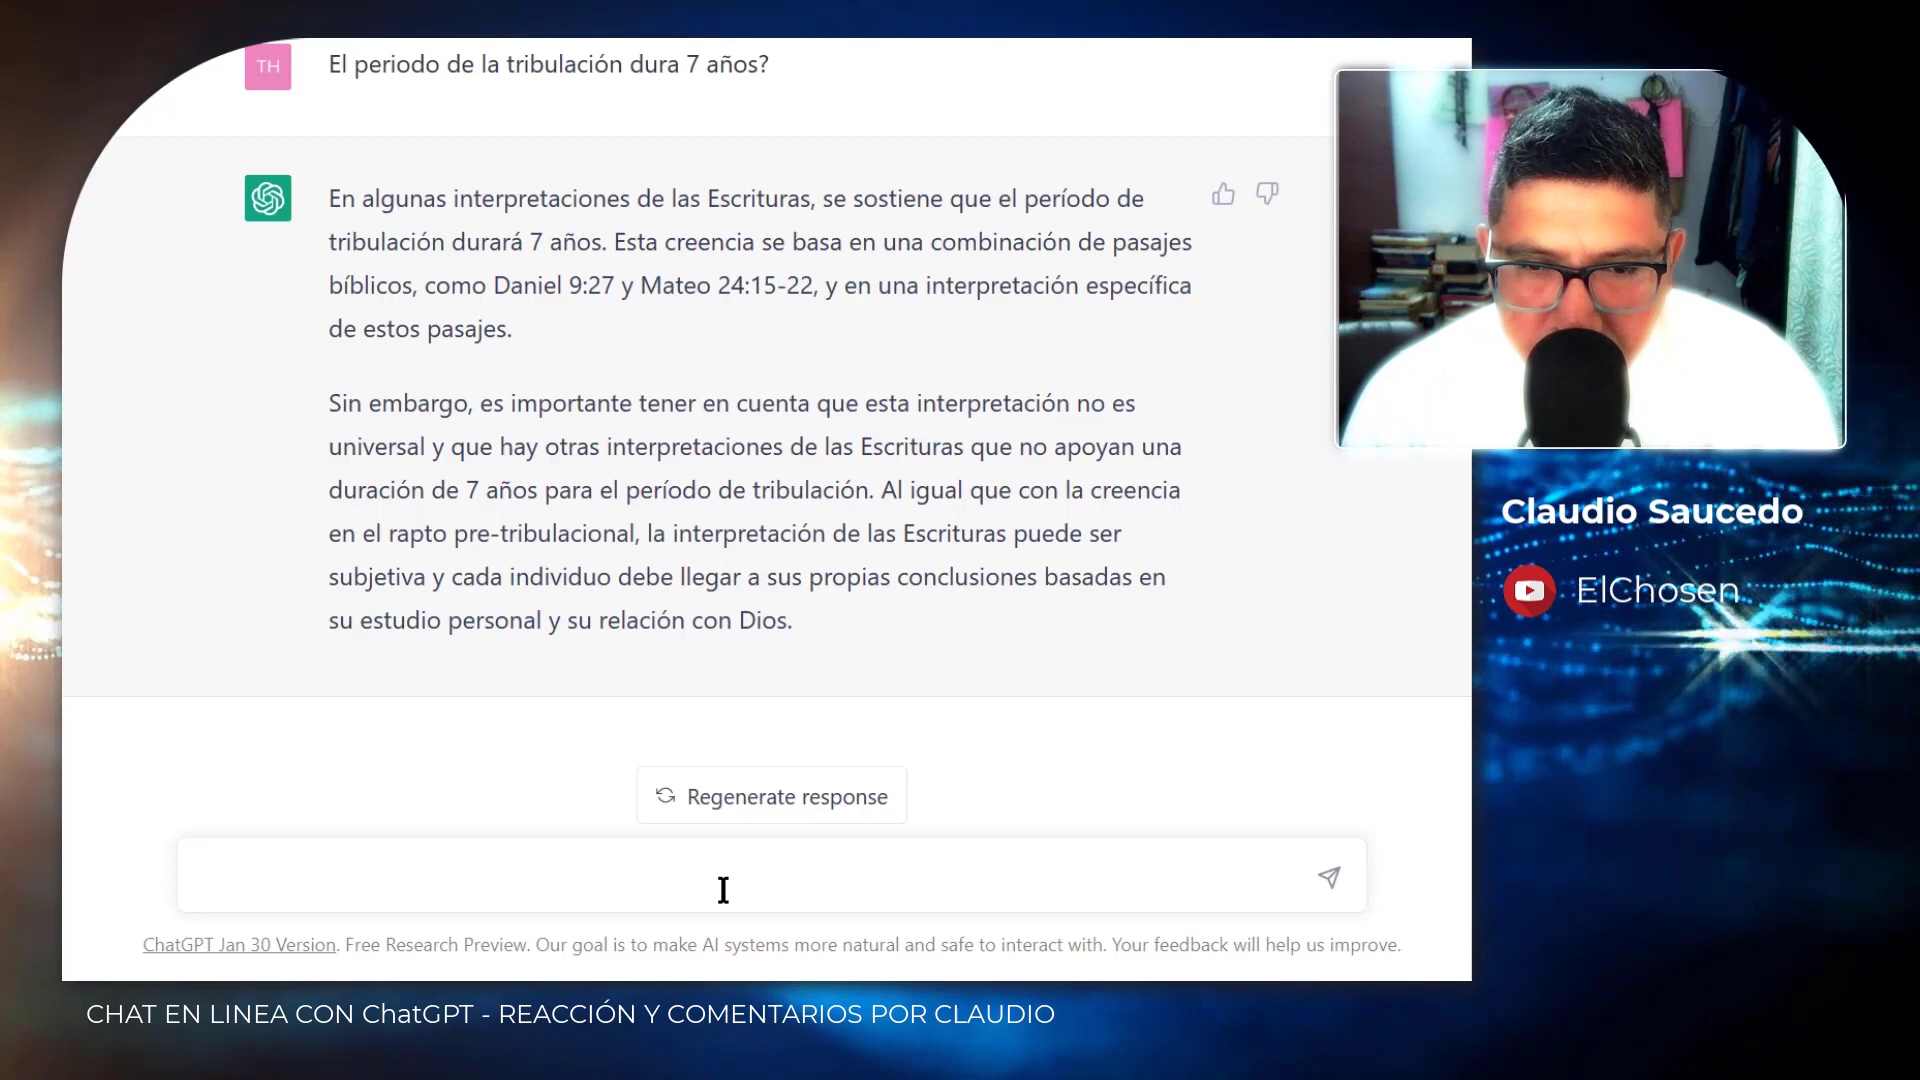 TH
El periodo de la tribulación dura 7 años?
En algunas interpretaciones de las Escrituras, se sostiene que el período de
tribulación durará 7 años. Esta creencia se basa en una combinación de pasajes
bíblicos, como Daniel 9:27 y Mateo 24:15-22, y en una interpretación específica
de estos pasajes.
Sin embargo, es importante tener en cuenta que esta interpretación no es
universal y que hay otras interpretaciones de las Escrituras que no apoyan una
duración de 7 años para el período de tribulación. Al igual que con la creencia
en el rapto pre-tribulacional, la interpretación de las Escrituras puede ser
subjetiva y cada individuo debe llegar a sus propias conclusiones basadas en
su estudio personal y su relación con Dios.
Regenerate response
ChatGPT Jan 30 Version. Free Research Preview. Our goal is to make AI systems more natural and safe to interact with. Your feedback will help us improve.
Claudio Saucedo
ElChosen
CHAT EN LINEA CON ChatGPT - REACCIÓN Y COMENTARIOS POR CLAUDIO